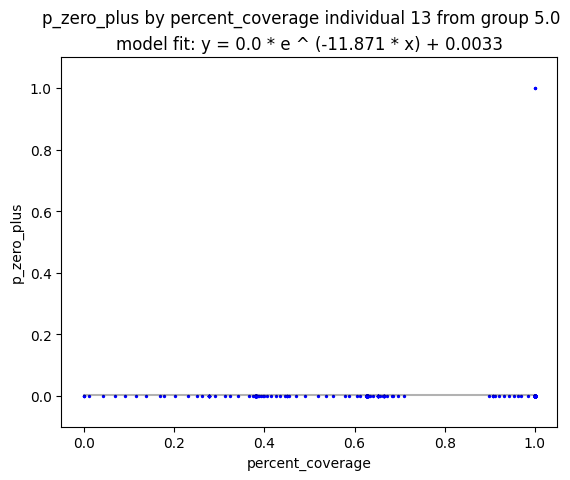 p_zero_plus by percent_coverage individual 13 from group 5.0
model fit: y = 0.0 * e ^ (-11.871 * x) + 0.0033
1.0
0.8
0.6
0.4
0.2
0.0
p_zero_plus
0.0 0.2 0.4 0.6 0.8 1.0
percent_coverage